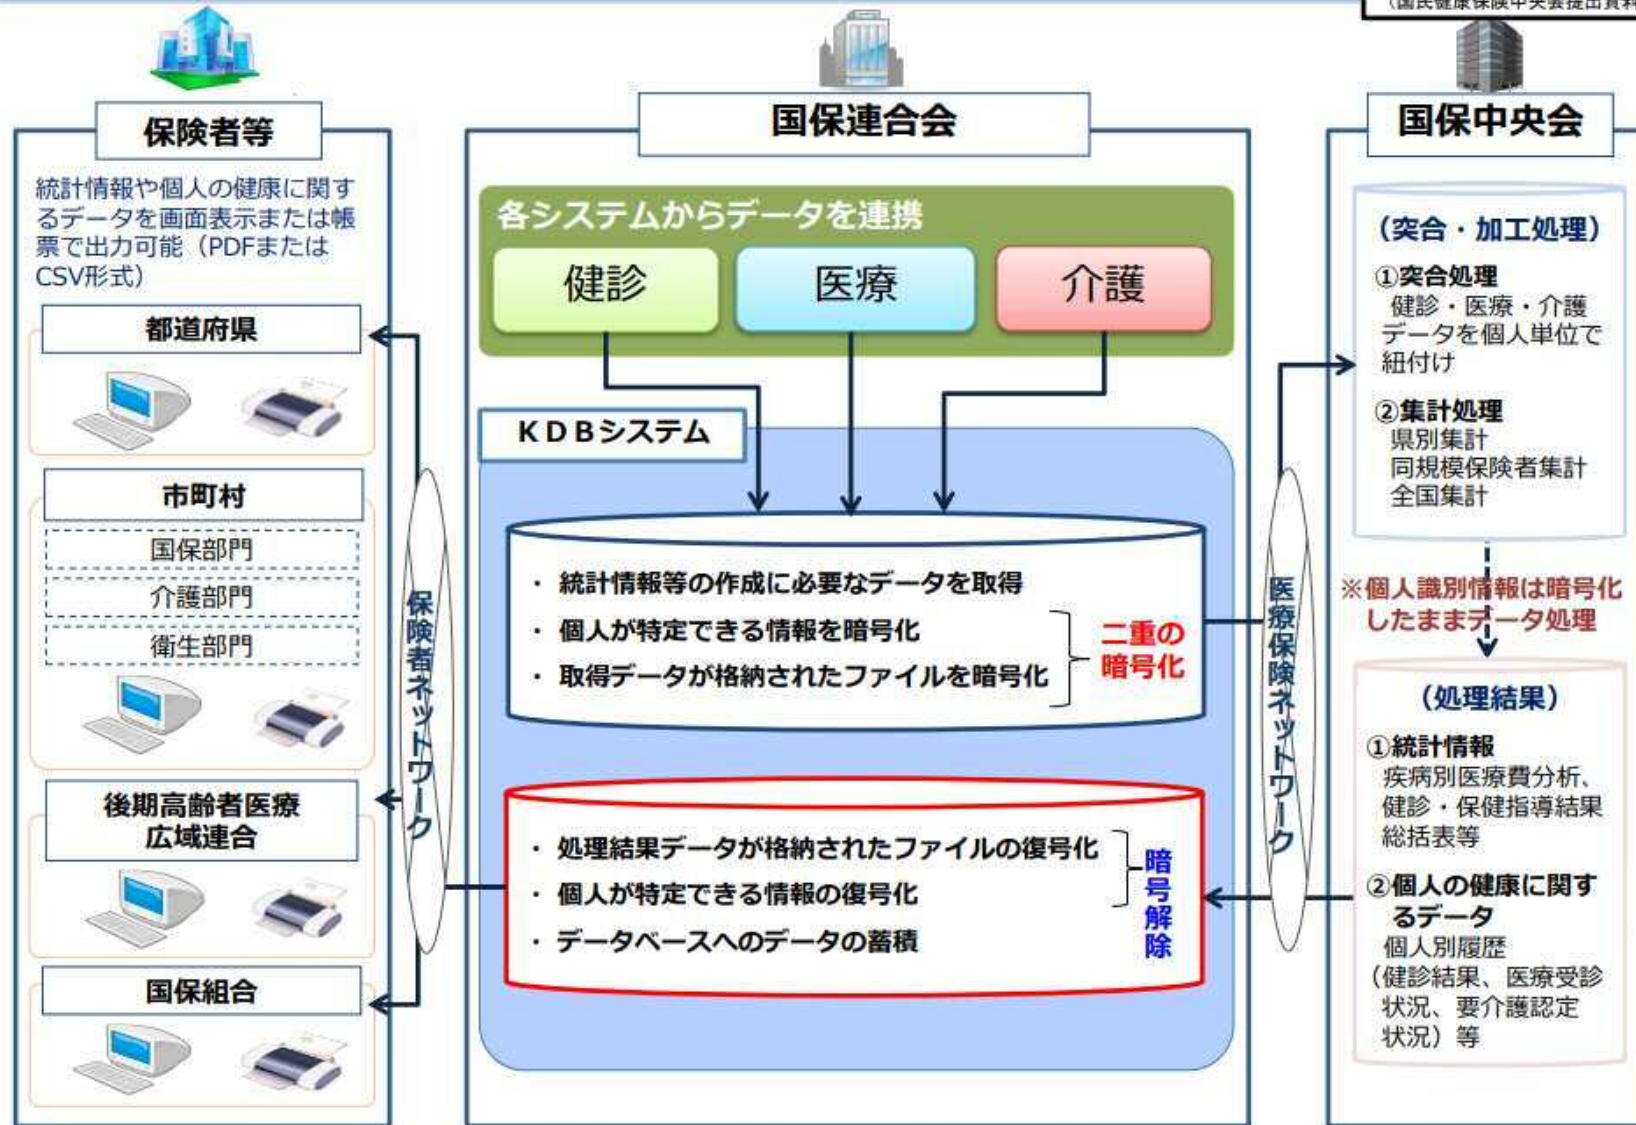 (国民健康保険中央会提出資料
保険者等
統計情報や個人の健康に関す
るデータを画面表示または帳
票で出力可能（PDFまたは
CSV形式）
都道府県
市町村
国保部門
介護部門
衛生部門
後期高齢者医療
広域連合
国保組合
保険者ネットワーク
国保連合会
各システムからデータを連携
健診
医療
介護
ＫＤＢシステム
・ 統計情報等の作成に必要なデータを取得
・ 個人が特定できる情報を暗号化
・ 取得データが格納されたファイルを暗号化
二重の
暗号化
・ 処理結果データが格納されたファイルの復号化
・ 個人が特定できる情報の復号化
・ データベースへのデータの蓄積
暗号解除
医療保険ネットワーク
国保中央会
（突合・加工処理）
①突合処理
健診・医療・介護
データを個人単位で
紐付け
②集計処理
県別集計
同規模保険者集計
全国集計
※個人識別情報は暗号化
したままデータ処理
（処理結果）
①統計情報
疾病別医療費分析、
健診・保健指導結果
総括表等
②個人の健康に関す
るデータ
個人別履歴
（健診結果、医療受診
状況、要介護認定
状況）等